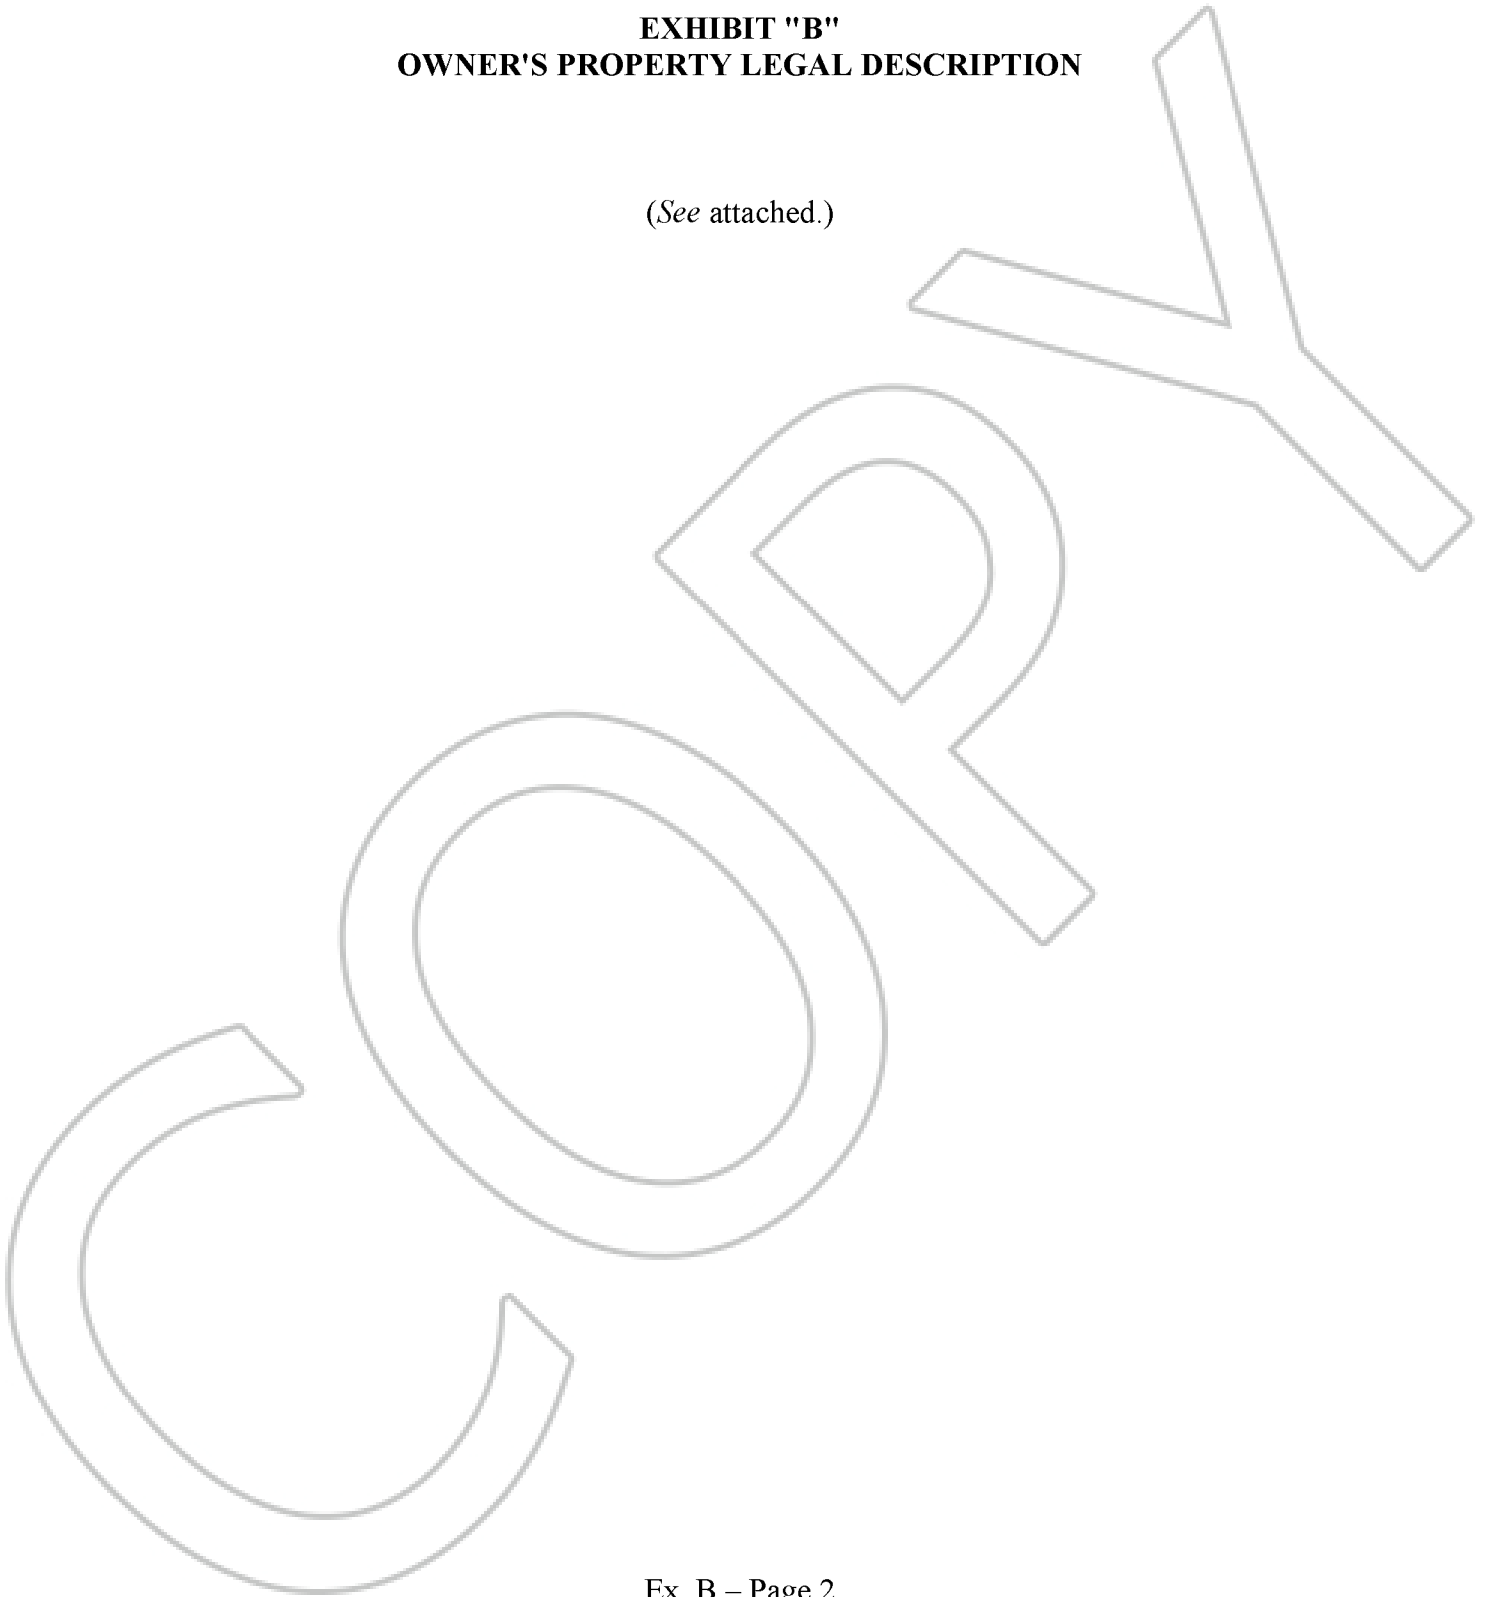 EXHIBIT "B"
OWNER'S PROPERTY LEGAL DESCRIPTION
(See attached.)
COPY
Ex. B – Page 2